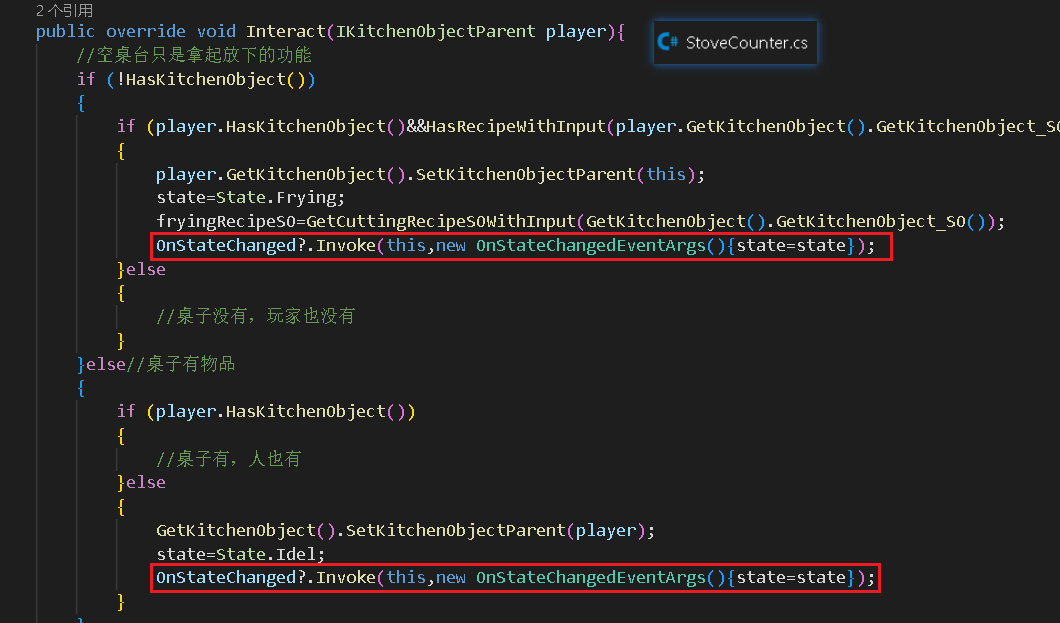 2 个引用
public override void Interact(IKitchenObjectParent player){
StoveCounter.cs
//空桌台只是拿起放下的功能
if (!HasKitchenObject())
{
if (player.HasKitchenObject()&&HasRecipeWithInput(player.GetKitchenObject().GetKitchenObject_SO
{
player.GetKitchenObject().SetKitchenObjectParent(this);
state=State.Frying;
fryingRecipeSO=GetCuttingRecipeSOWithInput(GetKitchenObject().GetKitchenObject_SO());
OnStateChanged?.Invoke(this,new OnStateChangedEventArgs(){state=state});
}else
{
//桌子没有，玩家也没有
}
}else//桌子有物品
{
if (player.HasKitchenObject())
{
//桌子有，人也有
}else
{
GetKitchenObject().SetKitchenObjectParent(player);
state=State.Idel;
OnStateChanged?.Invoke(this,new OnStateChangedEventArgs(){state=state});
}